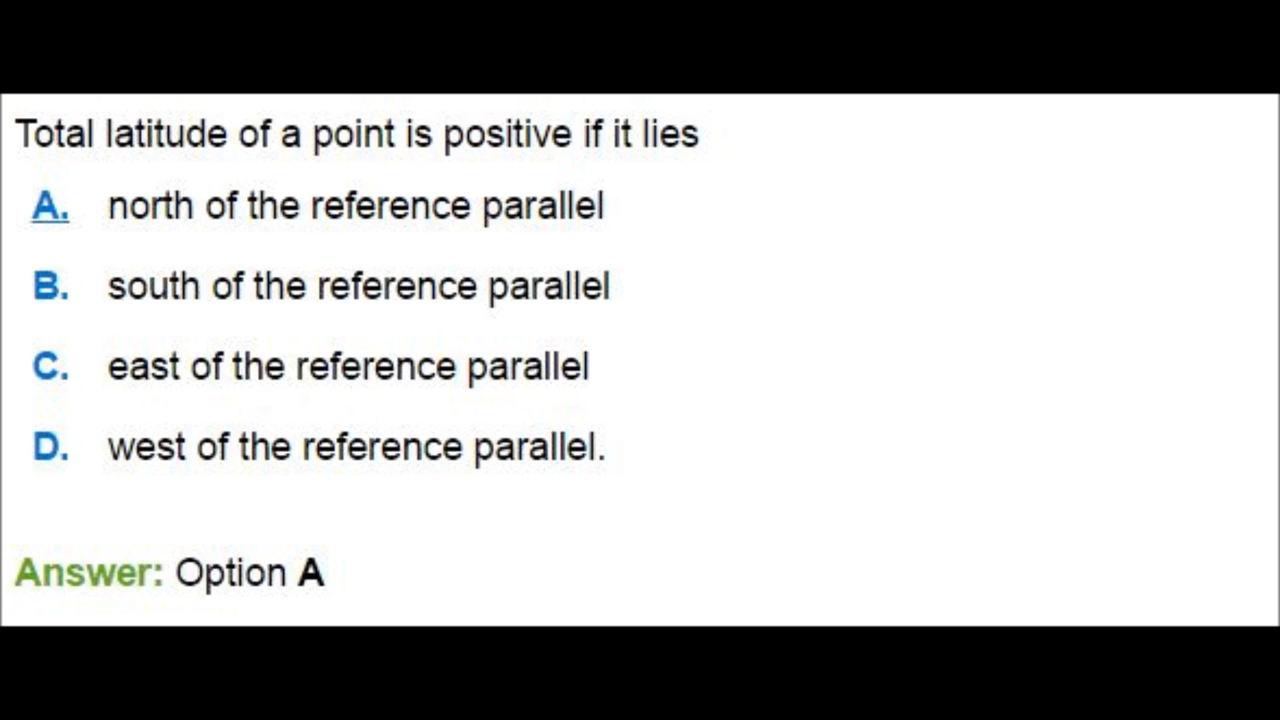 Total latitude of a point is positive if it lies
A. north of the reference parallel
B. south of the reference parallel
C. east of the reference parallel
D. west of the reference parallel.
Answer: Option A